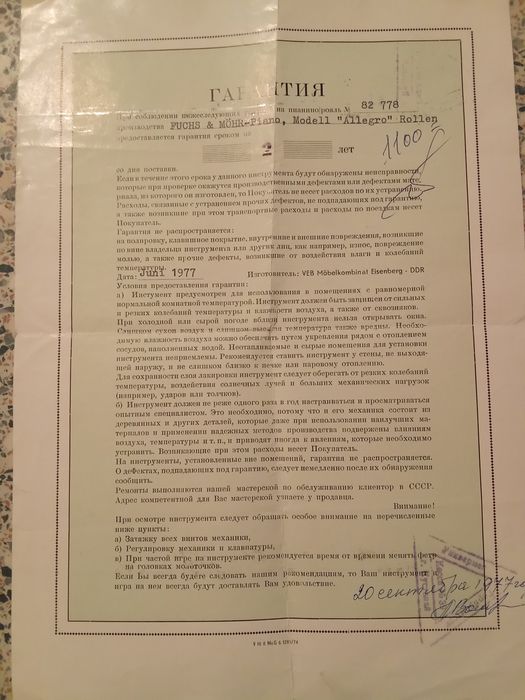 ГАРАНТИЯ
При соблюдении нижеследующих на пианино/рояль № 82 778
производства FUCHS & MÖHR-Piano, Modell "Allegro" Rollen
предоставляется гарантия сроком на
1100
2 лет
со дня поставки.
Если в течение этого срока у данного инструмента будут обнаружены неисправности,
которые при проверке окажутся производственными дефектами или дефектами мате-
риала, из которого он изготовлен, то Покупатель не несет расходов по их устранению.
Расходы, связанные с устранением прочих дефектов, не подпадающих под гарантию,
а также возникшие при этом транспортные расходы и расходы по поездкам несет
Покупатель.
Гарантия не распространяется:
на полировку, клавишное покрытие, внутренние и внешние повреждения, возникшие
по вине владельца инструмента или других лиц, как например, износ, повреждение
молью, а также прочие дефекты, возникшие от воздействия влаги и колебаний
температуры.
Дата: Juni 1977 Изготовитель: VEB Möbelkombinat Eisenberg - DDR
Условия предоставления гарантии:
а) Инстумент предусмотрен для использования в помещениях с равномерной
нормальной комнатной температурой. Инструмент должен быть защищен от сильных
и резких колебаний температуры и влажности воздуха, а также от сквозняков.
При холодной или сырой погоде вблизи инструмента нельзя открывать окна.
Слишком сухой воздух и слишком высокая температура также вредны. Необхо-
димую влажность воздуха можно обеспечить путем укрепления рядом с отоплением
сосудов, наполненных водой. Неотапливаемые и сырые помещения для установки
инструмента неприемлемы. Рекомендуется ставить инструмент у стены, не выходя-
щей наружу, и не слишком близко к печке или паровому отоплению.
Для сохранности слоя лакировки инструмент следует оберегать от резких колебаний
температуры, воздействия солнечных лучей и больших механических нагрузок
(например, ударов или толчков).
б) Инструмент должен не реже одного раза в год настраиваться и просматриваться
опытным специалистом. Это необходимо, потому что и его механика состоит из
деревянных и других деталей, которые даже при использовании наилучших ма-
териалов и применении надежных методов производства подвержены влияниям
воздуха, температуры и т. п., и приводят иногда к явлениям, которые необходимо
устранить. Возникающие при этом расходы несет Покупатель.
На инструменты, установленные вне помещений, гарантия не распространяется.
О дефектах, подпадающих под гарантию, следует немедленно после их обнаружения
сообщить.
Ремонты выполняются нашей мастерской по обслуживанию клиентор в СССР.
Адрес компетентной для Вас мастерской узнаете у продавца.
Внимание!
При осмотре инструмента следует обращать особое внимание на перечисленные
ниже пункты:
а) Затяжку всех винтов механики,
б) Регулировку механики и клавиатуры,
в) При частой игре на инструменте рекомендуется время от времени менять фетр
на головках молоточков.
Если Вы всегда будете следовать нашим рекомендациям, то Ваш инструмент и
игра на нем всегда будут доставлять Вам удовольствие.
20 сентября 1977 г